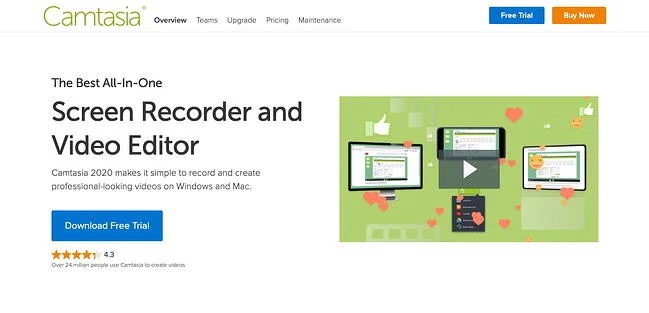 Camtasia®
Overview Teams Upgrade Pricing Maintenance
Free Trial
Buy Now
The Best All-In-One
Screen Recorder and
Video Editor
Camtasia 2020 makes it simple to record and create
professional-looking videos on Windows and Mac.
Download Free Trial
4.3
Over 24 million people use Camtasia to create videos